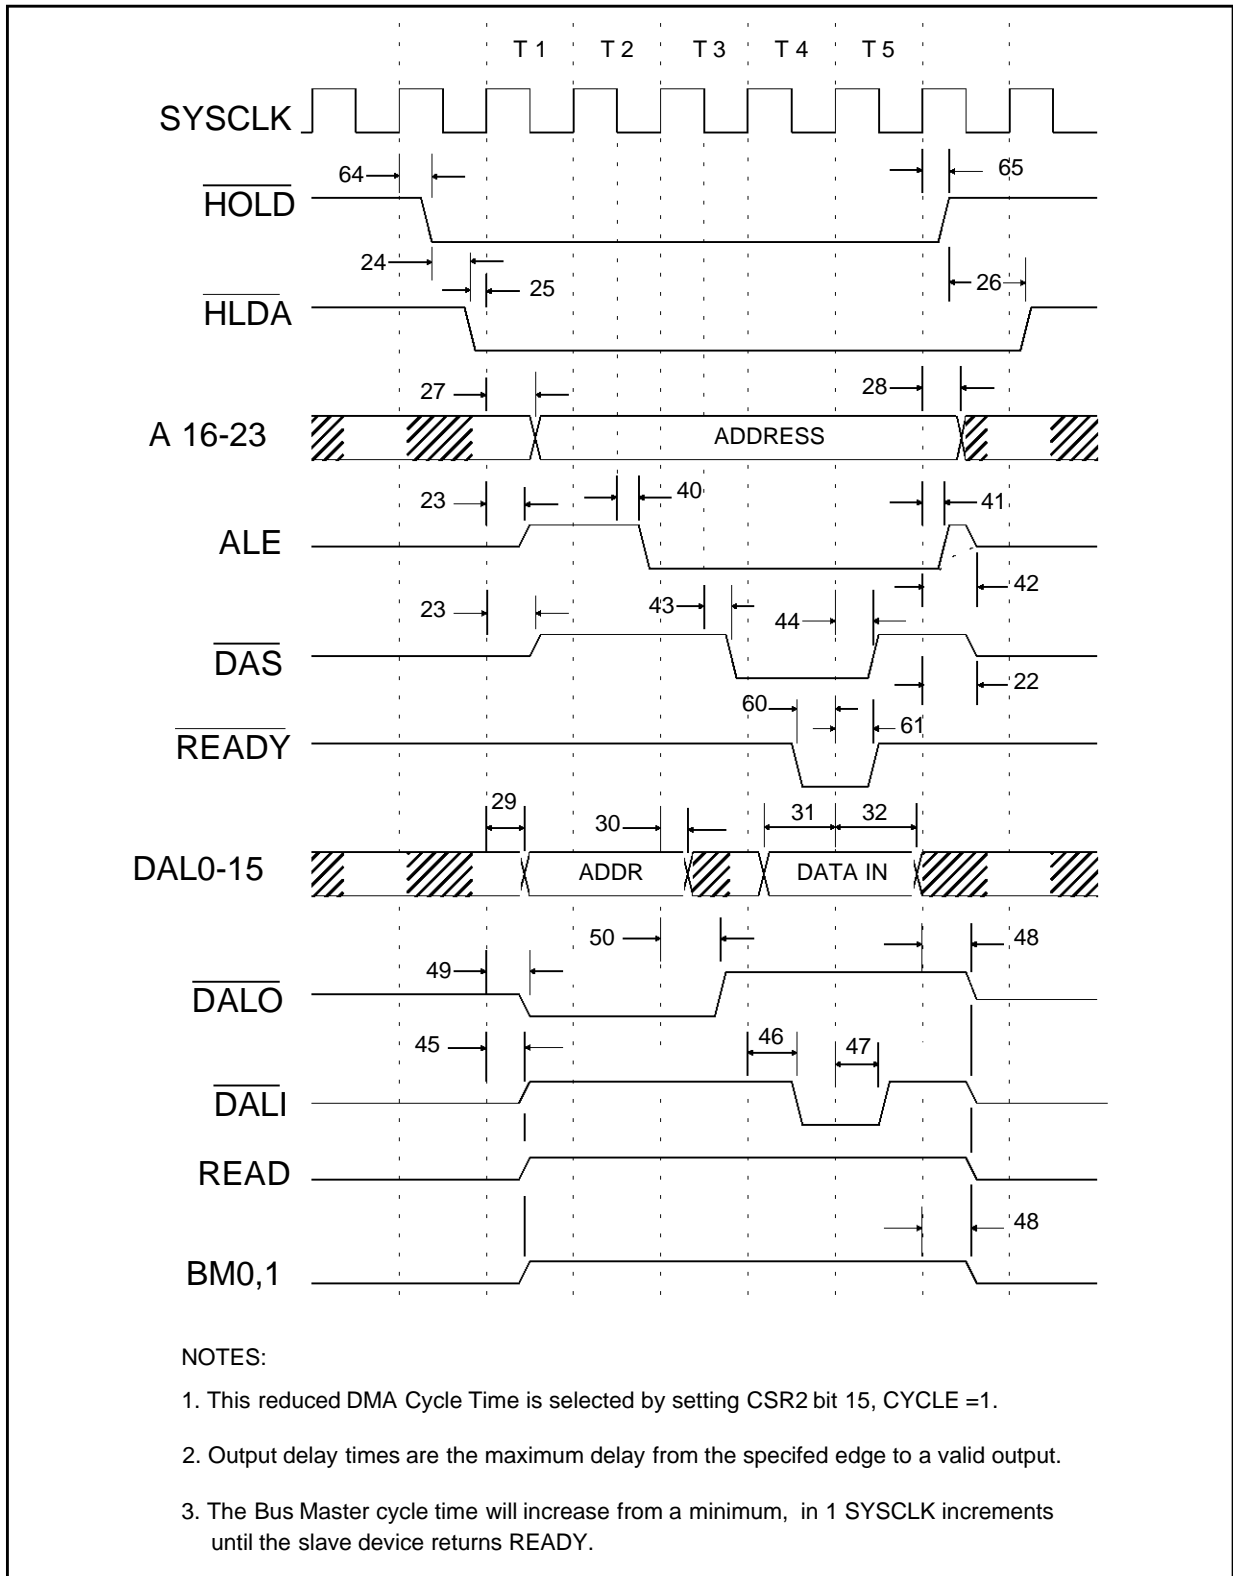 T 1 T 2 T 3 T 4 T 5
SYSCLK
64 65
HOLD
24 25 26
HLDA
27 28
A 16-23 ADDRESS
23 40 41
ALE
42
23 43 44
DAS
22
60 61
READY
29 30 31 32
DAL0-15 ADDR DATA IN
50 48
49
DALO
45 46 47
DALI
READ
48
BM0,1
NOTES:
1. This reduced DMA Cycle Time is selected by setting CSR2 bit 15, CYCLE =1.
2. Output delay times are the maximum delay from the specifed edge to a valid output.
3. The Bus Master cycle time will increase from a minimum, in 1 SYSCLK increments
until the slave device returns READY.